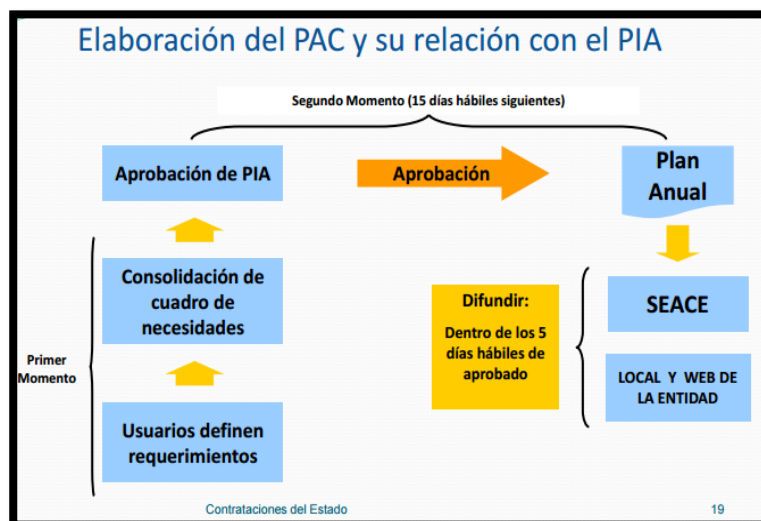 Elaboración del PAC y su relación con el PIA
Segundo Momento (15 días hábiles siguientes)
Aprobación de PIA
Aprobación
Plan
Anual
Consolidación de
cuadro de
necesidades
Primer
Momento
Usuarios definen
requerimientos
Difundir:
Dentro de los 5
días hábiles de
aprobado
SEACE
LOCAL Y WEB DE
LA ENTIDAD
Contrataciones del Estado
19